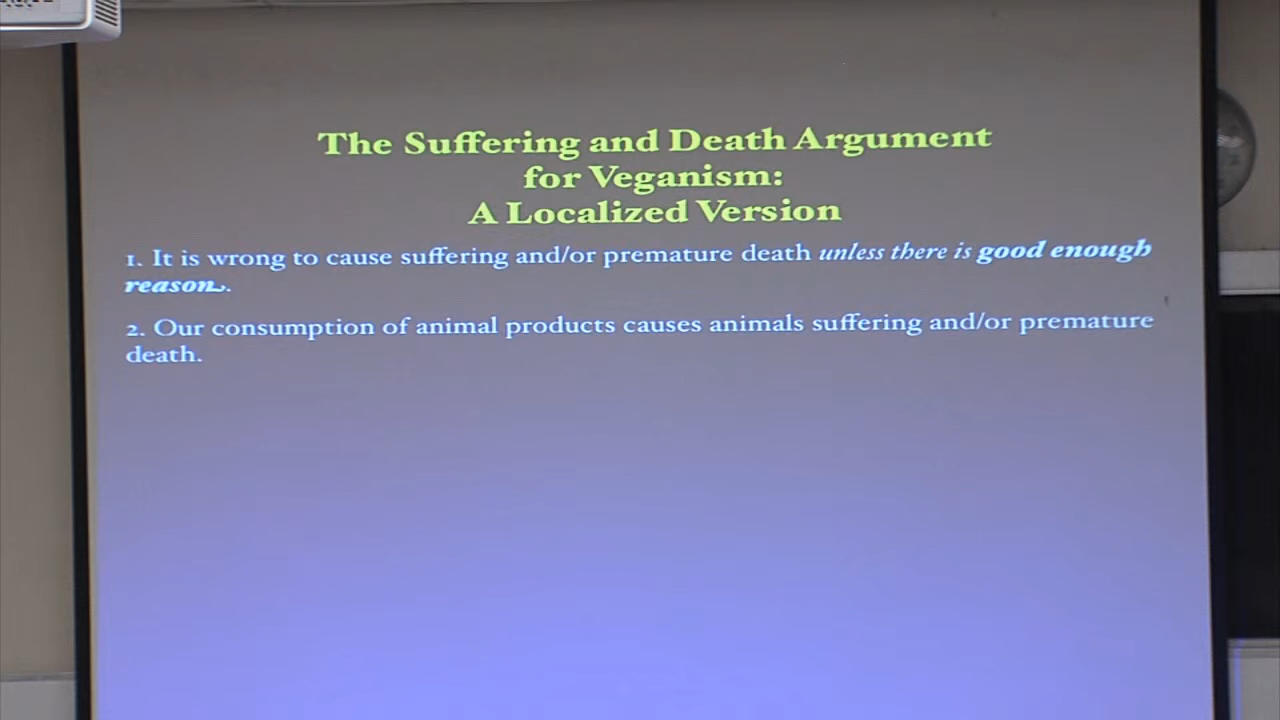 The Suffering and Death Argument
for Veganism:
A Localized Version
1. It is wrong to cause suffering and/or premature death unless there is good enough
reason.
2. Our consumption of animal products causes animals suffering and/or premature
death.